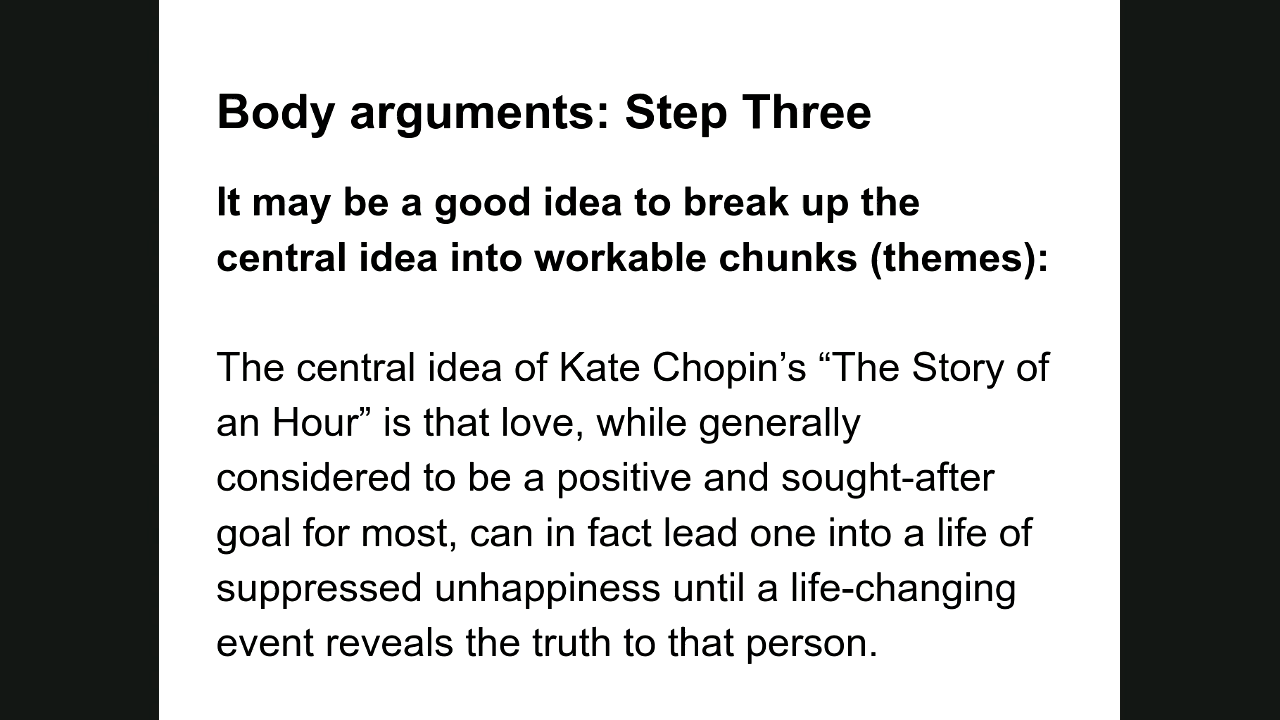 Body arguments: Step Three
It may be a good idea to break up the
central idea into workable chunks (themes):
The central idea of Kate Chopin’s “The Story of
an Hour” is that love, while generally
considered to be a positive and sought-after
goal for most, can in fact lead one into a life of
suppressed unhappiness until a life-changing
event reveals the truth to that person.